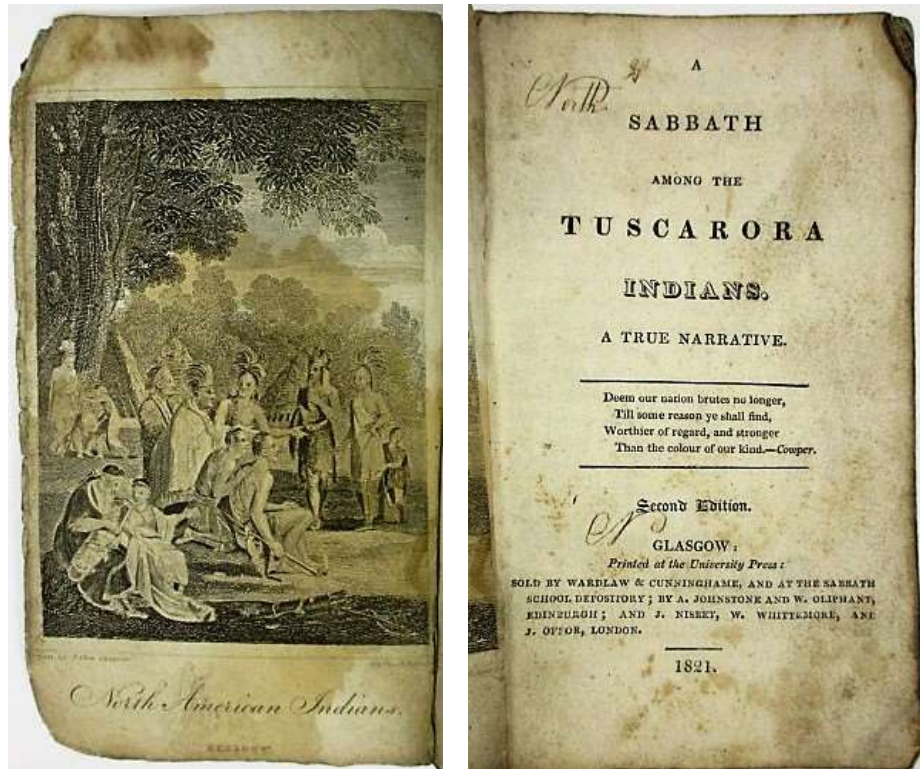 North American Indians.
A
North
SABBATH
AMONG THE
TUSCARORA
INDIANS.
A TRUE NARRATIVE.
Deem our nation brutes no longer,
Till some reason ye shall find,
Worthier of regard, and stronger
Than the colour of our kind.—Cowper.
Second Edition.
N
GLASGOW:
Printed at the University Press:
SOLD BY WARDLAW & CUNNINGHAME, AND AT THE SABBATH
SCHOOL DEPOSITORY; BY A. JOHNSTONE AND W. OLIPHANT,
EDINBURGH; AND J. NISBET, W. WHITTEMORE, AND
J. OFFOR, LONDON.
1821.